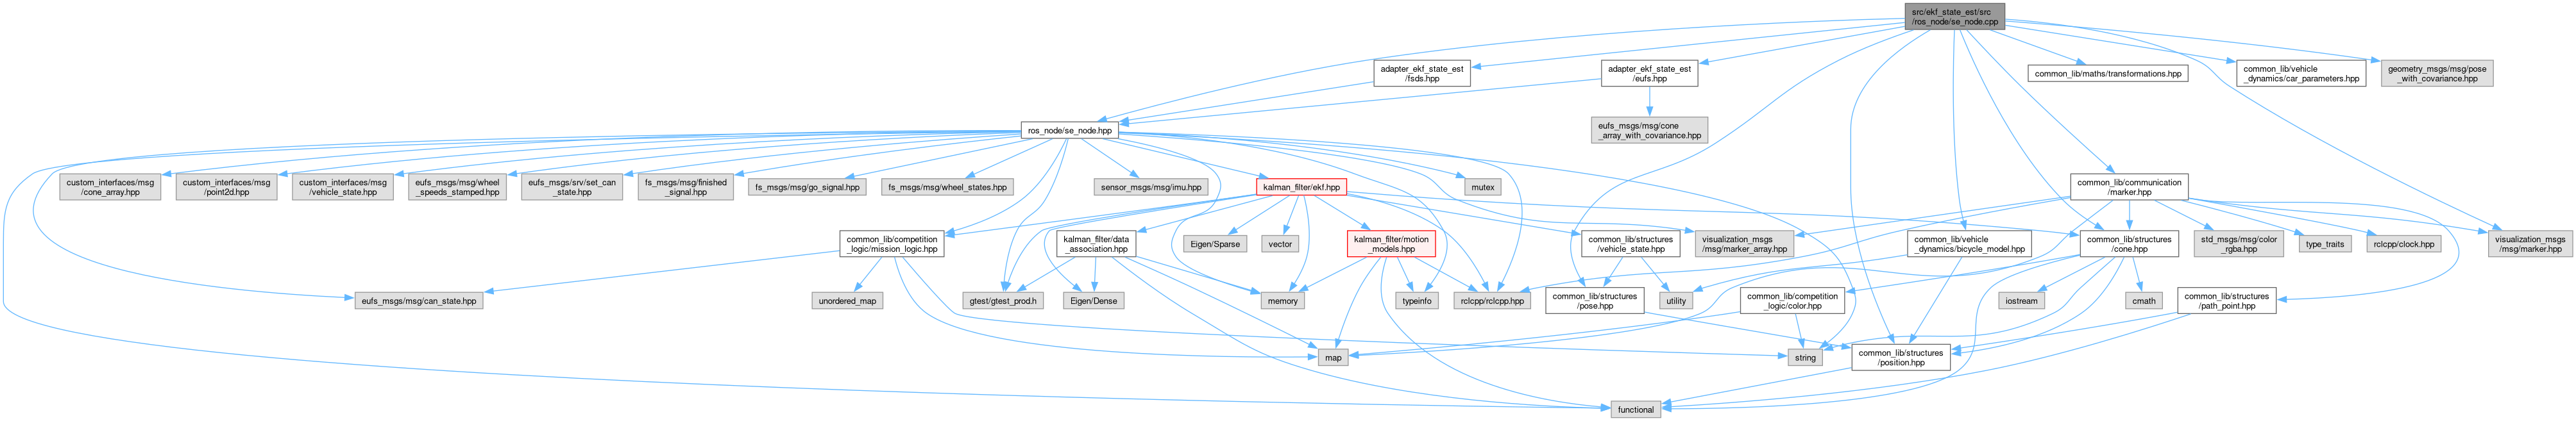 src/ekf_state_est/src
/ros_node/se_node.cpp
adapter_ekf_state_est
/fsds.hpp
adapter_ekf_state_est
/eufs.hpp
common_lib/maths/transformations.hpp
common_lib/vehicle
_dynamics/car_parameters.hpp
geometry_msgs/msg/pose
_with_covariance.hpp
ros_node/se_node.hpp
eufs_msgs/msg/cone
_array_with_covariance.hpp
custom_interfaces/msg
/cone_array.hpp
custom_interfaces/msg
/point2d.hpp
custom_interfaces/msg
/vehicle_state.hpp
eufs_msgs/msg/wheel
_speeds_stamped.hpp
eufs_msgs/srv/set_can
_state.hpp
fs_msgs/msg/finished
_signal.hpp
fs_msgs/msg/go_signal.hpp
fs_msgs/msg/wheel_states.hpp
sensor_msgs/msg/imu.hpp
kalman_filter/ekf.hpp
mutex
common_lib/communication
/marker.hpp
common_lib/competition
_logic/mission_logic.hpp
kalman_filter/data
_association.hpp
Eigen/Sparse
vector
kalman_filter/motion
_models.hpp
common_lib/structures
/vehicle_state.hpp
visualization_msgs
/msg/marker_array.hpp
common_lib/vehicle
_dynamics/bicycle_model.hpp
common_lib/structures
/cone.hpp
std_msgs/msg/color
_rgba.hpp
type_traits
rclcpp/clock.hpp
visualization_msgs
/msg/marker.hpp
eufs_msgs/msg/can_state.hpp
unordered_map
gtest/gtest_prod.h
Eigen/Dense
memory
typeinfo
rclcpp/rclcpp.hpp
common_lib/structures
/pose.hpp
utility
common_lib/competition
_logic/color.hpp
iostream
cmath
common_lib/structures
/path_point.hpp
map
string
common_lib/structures
/position.hpp
functional